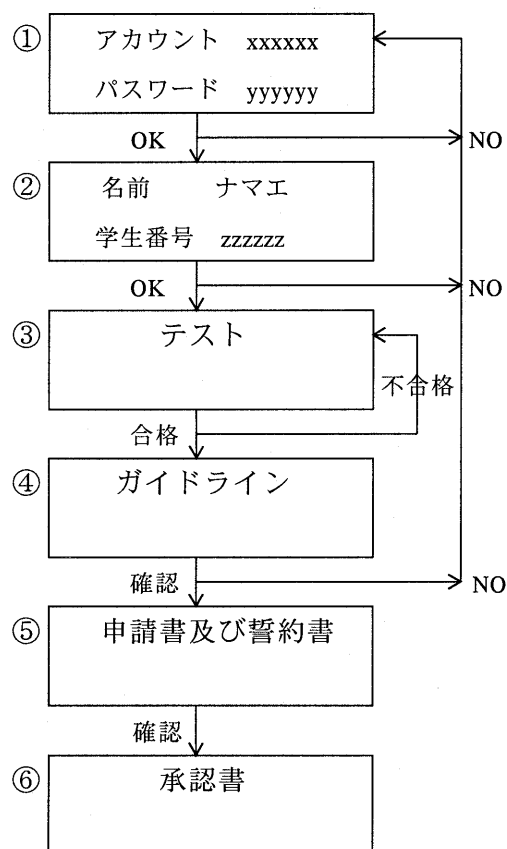 ① アカウント xxxxxx
パスワード yyyyyy
OK NO
② 名前 ナマエ
学生番号 zzzzzz
OK NO
③ テスト
不合格
合格
④ ガイドライン
確認 NO
⑤ 申請書及び誓約書
確認
⑥ 承認書